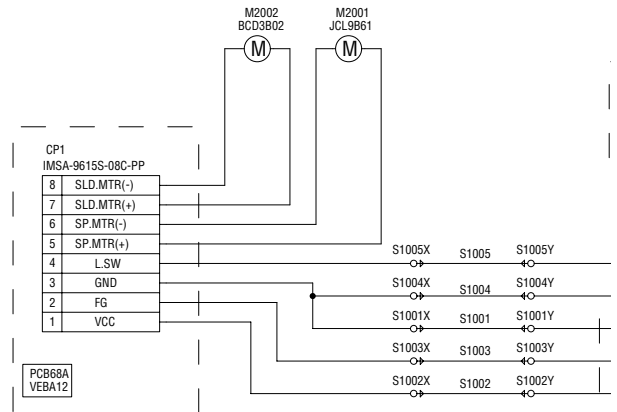 M2002
BCD3B02
M2001
JCL9B61
M
M
CP1
IMSA-9615S-08C-PP
8 SLD.MTR(-)
7 SLD.MTR(+)
6 SP.MTR(-)
5 SP.MTR(+)
4 L.SW
3 GND
2 FG
1 VCC
S1005X S1005 S1005Y
S1004X S1004 S1004Y
S1001X S1001 S1001Y
S1003X S1003 S1003Y
S1002X S1002 S1002Y
PCB68A
VEBA12